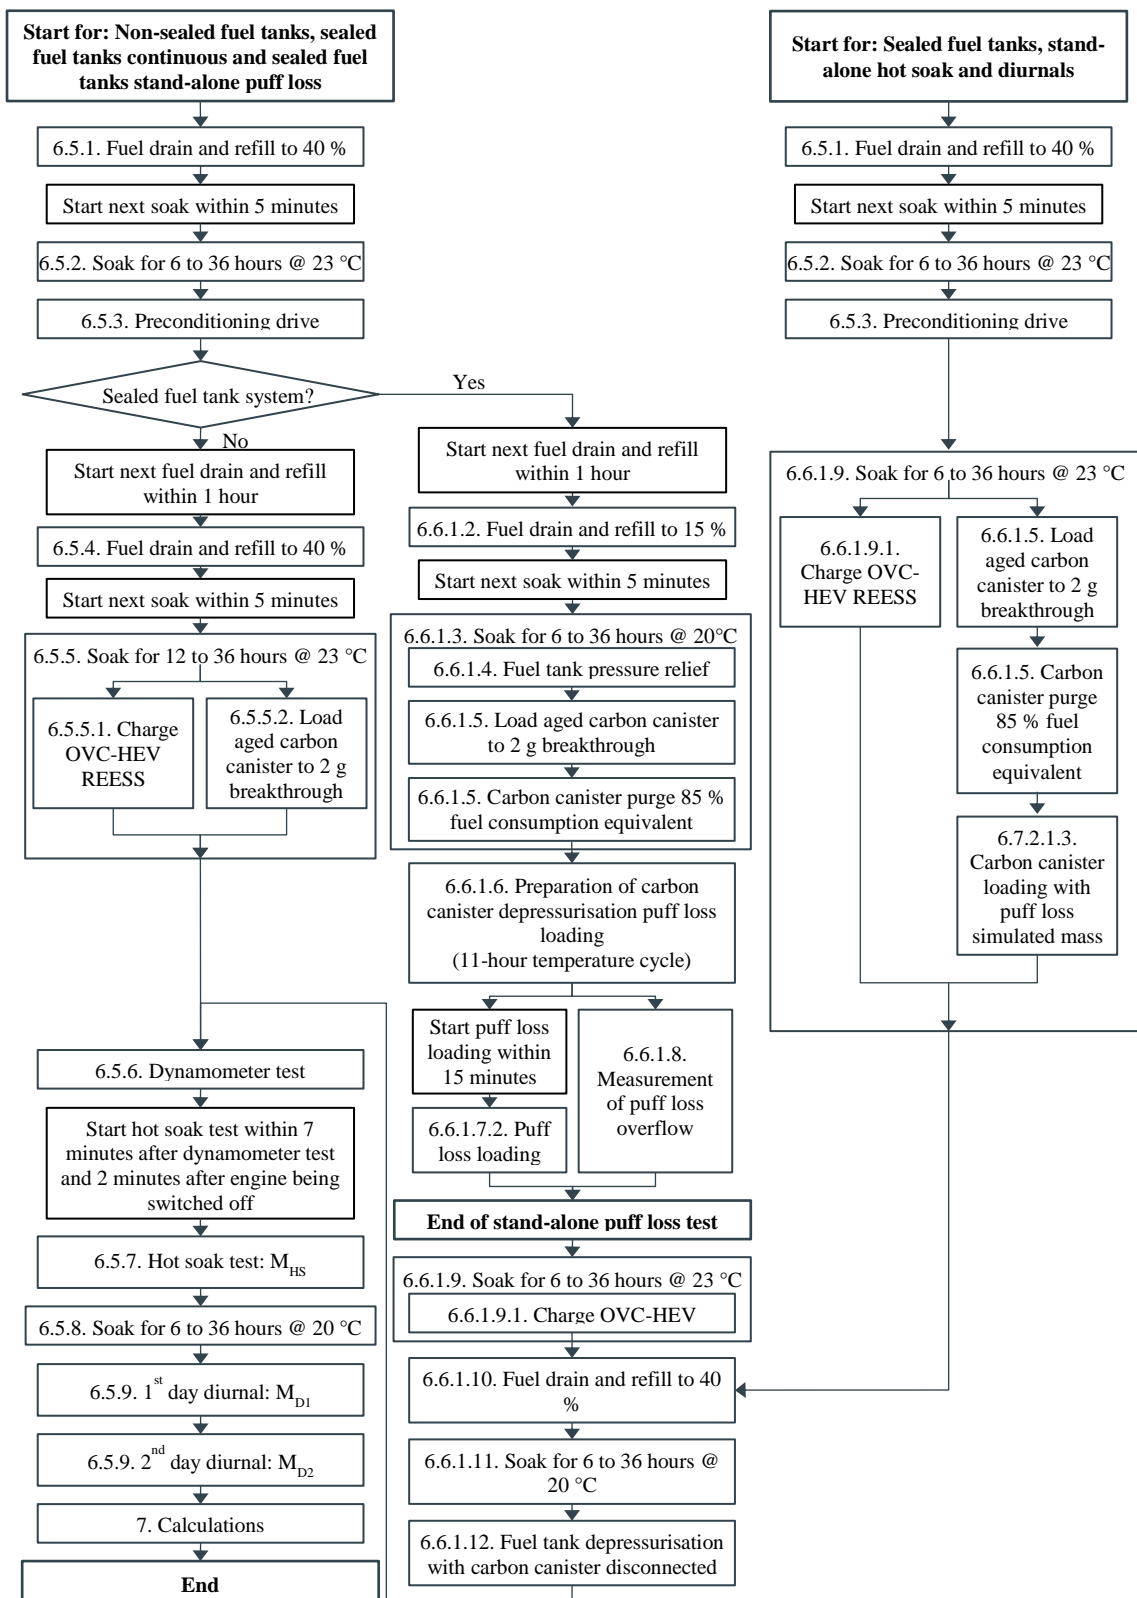 Start for: Non-sealed fuel tanks, sealed
fuel tanks continuous and sealed fuel
tanks stand-alone puff loss
6.5.1. Fuel drain and refill to 40 %
Start next soak within 5 minutes
6.5.2. Soak for 6 to 36 hours @ 23 °C
6.5.3. Preconditioning drive
Sealed fuel tank system?
Yes
No
Start next fuel drain and refill
within 1 hour
6.5.4. Fuel drain and refill to 40 %
Start next soak within 5 minutes
6.5.5. Soak for 12 to 36 hours @ 23 °C
6.5.5.1. Charge
OVC-HEV
REESS
6.5.5.2. Load
aged carbon
canister to 2 g
breakthrough
6.5.6. Dynamometer test
Start hot soak test within 7
minutes after dynamometer test
and 2 minutes after engine being
switched off
6.5.7. Hot soak test: M_HS
6.5.8. Soak for 6 to 36 hours @ 20 °C
6.5.9. 1st day diurnal: M_D1
6.5.9. 2nd day diurnal: M_D2
7. Calculations
End
Start next fuel drain and refill
within 1 hour
6.6.1.2. Fuel drain and refill to 15 %
Start next soak within 5 minutes
6.6.1.3. Soak for 6 to 36 hours @ 20°C
6.6.1.4. Fuel tank pressure relief
6.6.1.5. Load aged carbon canister
to 2 g breakthrough
6.6.1.5. Carbon canister purge 85 %
fuel consumption equivalent
6.6.1.6. Preparation of carbon
canister depressurisation puff loss
loading
(11-hour temperature cycle)
Start puff loss
loading within
15 minutes
6.6.1.7.2. Puff
loss loading
6.6.1.8.
Measurement
of puff loss
overflow
End of stand-alone puff loss test
6.6.1.9. Soak for 6 to 36 hours @ 23 °C
6.6.1.9.1. Charge OVC-HEV
6.6.1.10. Fuel drain and refill to 40
%
6.6.1.11. Soak for 6 to 36 hours @
20 °C
6.6.1.12. Fuel tank depressurisation
with carbon canister disconnected
Start for: Sealed fuel tanks, stand-
alone hot soak and diurnals
6.5.1. Fuel drain and refill to 40 %
Start next soak within 5 minutes
6.5.2. Soak for 6 to 36 hours @ 23 °C
6.5.3. Preconditioning drive
6.6.1.9. Soak for 6 to 36 hours @ 23 °C
6.6.1.9.1.
Charge OVC-
HEV REESS
6.6.1.5. Load
aged carbon
canister to 2 g
breakthrough
6.6.1.5. Carbon
canister purge
85 % fuel
consumption
equivalent
6.7.2.1.3.
Carbon canister
loading with
puff loss
simulated mass